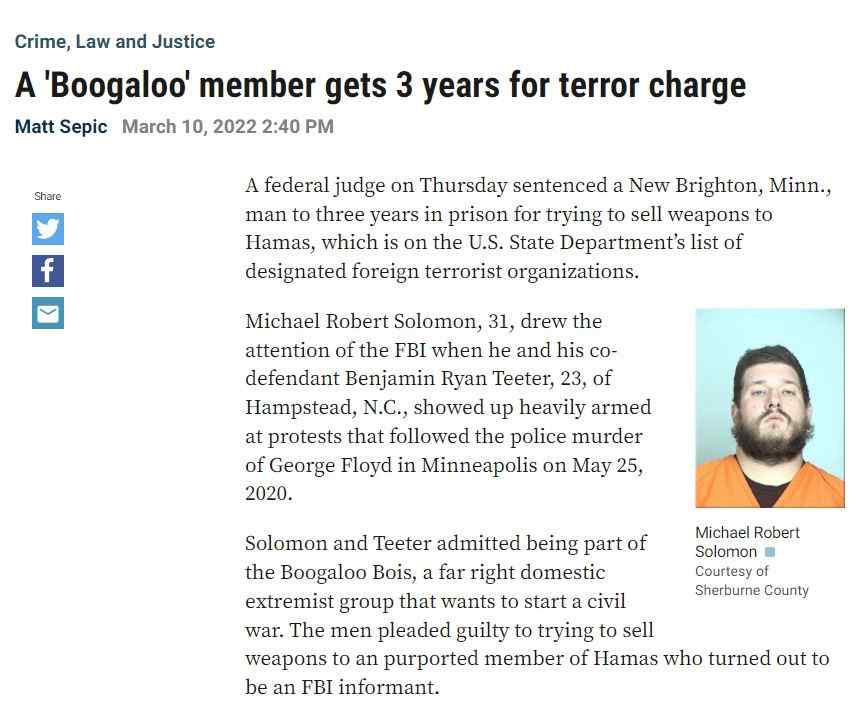 Crime, Law and Justice
A 'Boogaloo' member gets 3 years for terror charge
Matt Sepic March 10, 2022 2:40 PM
Share
A federal judge on Thursday sentenced a New Brighton, Minn.,
man to three years in prison for trying to sell weapons to
Hamas, which is on the U.S. State Department’s list of
designated foreign terrorist organizations.
Michael Robert Solomon, 31, drew the
attention of the FBI when he and his co-
defendant Benjamin Ryan Teeter, 23, of
Hampstead, N.C., showed up heavily armed
at protests that followed the police murder
of George Floyd in Minneapolis on May 25,
2020.
Michael Robert
Solomon
Courtesy of
Sherburne County
Solomon and Teeter admitted being part of
the Boogaloo Bois, a far right domestic
extremist group that wants to start a civil
war. The men pleaded guilty to trying to sell
weapons to an purported member of Hamas who turned out to
be an FBI informant.